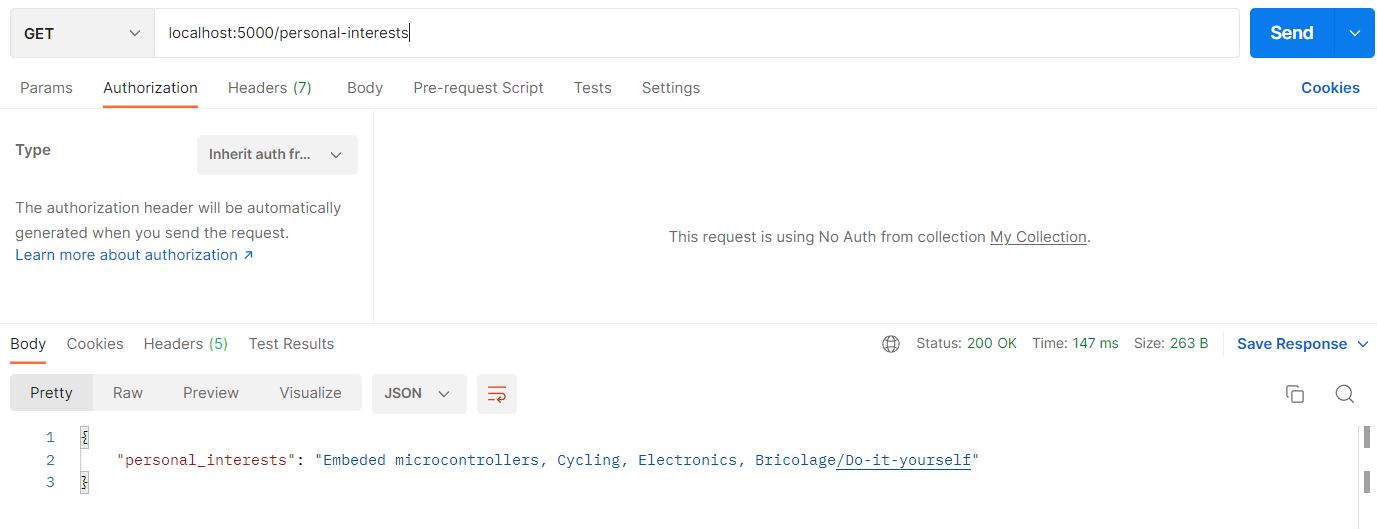 GET localhost:5000/personal-interests Send
Params Authorization Headers (7) Body Pre-request Script Tests Settings Cookies
Type Inherit auth fr...
The authorization header will be automatically
generated when you send the request.
Learn more about authorization ↗
This request is using No Auth from collection My Collection.
Body Cookies Headers (5) Test Results Status: 200 OK Time: 147 ms Size: 263 B Save Response
Pretty Raw Preview Visualize JSON
1 {
2 "personal_interests": "Embeded microcontrollers, Cycling, Electronics, Bricolage/Do-it-yourself"
3 }